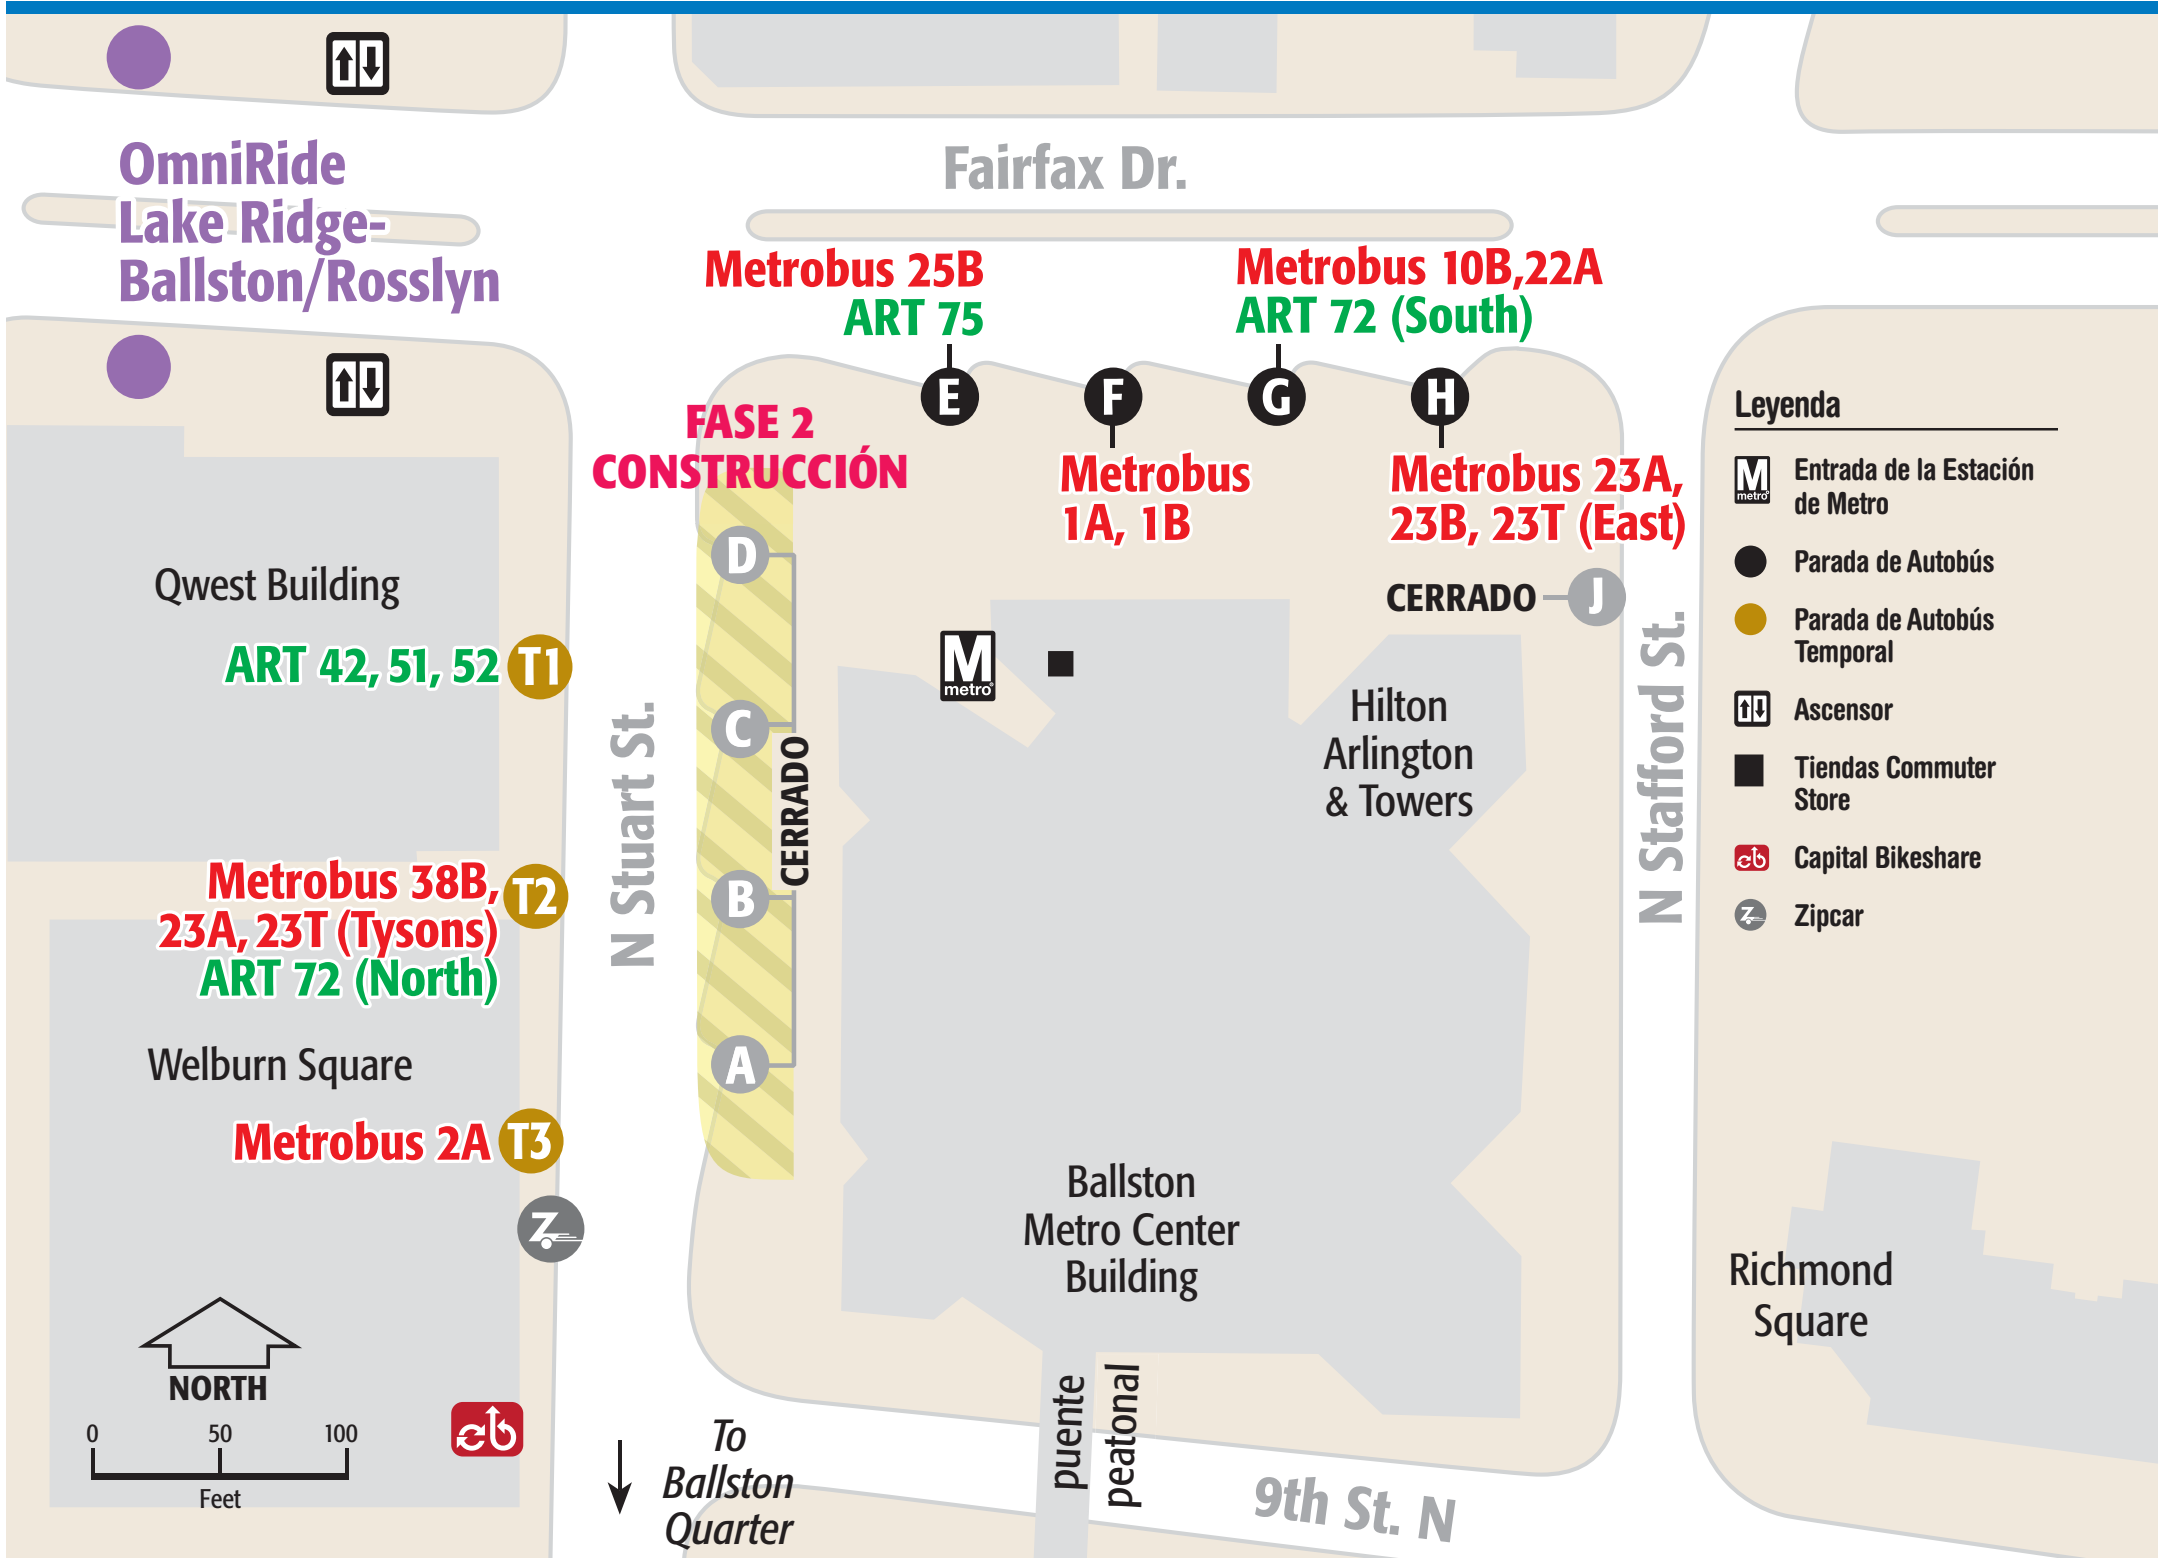 OmniRide
Lake Ridge-
Ballston/Rosslyn
Fairfax Dr.
Metrobus 25B
ART 75
Metrobus 10B,22A
ART 72 (South)
E
F
G
H
Metrobus
1A, 1B
Metrobus 23A,
23B, 23T (East)
FASE 2
CONSTRUCCIÓN
D
C
B
A
CERRADO
CERRADO
J
Qwest Building
ART 42, 51, 52
T1
Metrobus 38B,
23A, 23T (Tysons)
ART 72 (North)
T2
Welburn Square
Metrobus 2A
T3
Z
N Stuart St.
M
metro
Hilton
Arlington
& Towers
N Stafford St.
Ballston
Metro Center
Building
puente
peatonal
9th St. N
To
Ballston
Quarter
NORTH
0
50
100
Feet
cb
Richmond
Square
Leyenda
M
metro
Entrada de la Estación
de Metro
Parada de Autobús
Parada de Autobús
Temporal
Ascensor
Tiendas Commuter
Store
cb
Capital Bikeshare
Z
Zipcar